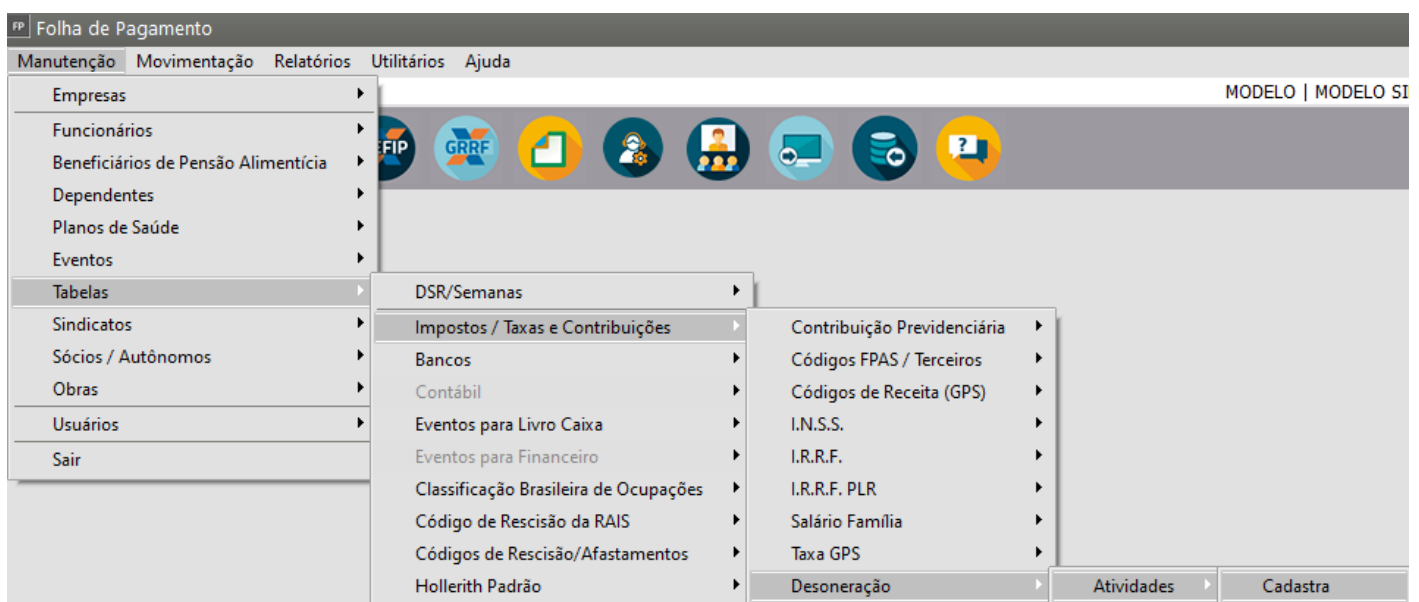 FP Folha de Pagamento
Manutenção Movimentação Relatórios Utilitários Ajuda
MODELO | MODELO
EFIP GRRF ?
Empresas
Funcionários
Beneficiários de Pensão Alimentícia
Dependentes
Planos de Saúde
Eventos
Tabelas
Sindicatos
Sócios / Autônomos
Obras
Usuários
Sair
DSR/Semanas
Impostos / Taxas e Contribuições
Bancos
Contábil
Eventos para Livro Caixa
Eventos para Financeiro
Classificação Brasileira de Ocupações
Código de Rescisão da RAIS
Códigos de Rescisão/Afastamentos
Hollerith Padrão
Contribuição Previdenciária
Códigos FPAS / Terceiros
Códigos de Receita (GPS)
I.N.S.S.
I.R.R.F.
I.R.R.F. PLR
Salário Família
Taxa GPS
Desoneração
Atividades
Cadastra